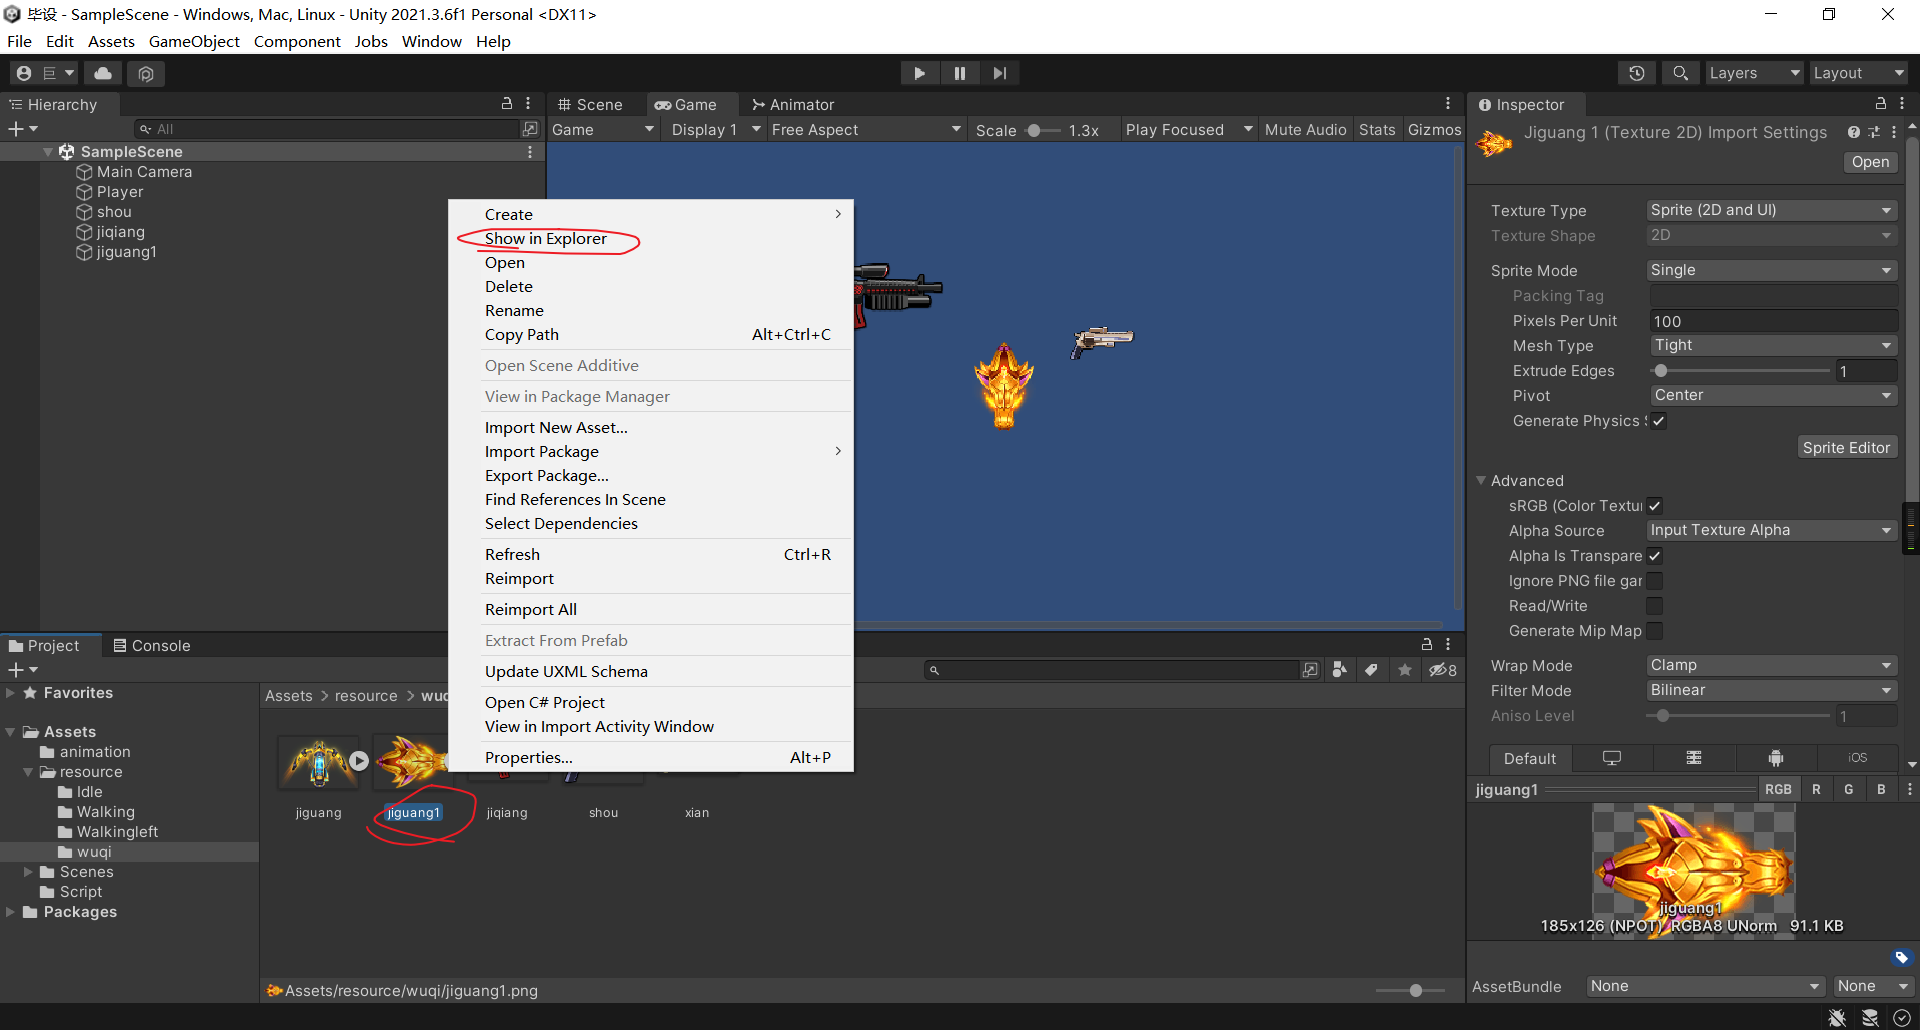 毕设 - SampleScene - Windows, Mac, Linux - Unity 2021.3.6f1 Personal <DX11>
File Edit Assets GameObject Component Jobs Window Help
Layers Layout
Hierarchy
All
SampleScene
Main Camera
Player
shou
jiqiang
jiguang1
Scene Game Animator
Game Display 1 Free Aspect Scale 1.3x Play Focused Mute Audio Stats Gizmos
Create
Show in Explorer
Open
Delete
Rename
Copy Path Alt+Ctrl+C
Open Scene Additive
View in Package Manager
Import New Asset...
Import Package
Export Package...
Find References In Scene
Select Dependencies
Refresh Ctrl+R
Reimport
Reimport All
Extract From Prefab
Update UXML Schema
Open C# Project
View in Import Activity Window
Properties... Alt+P
Inspector
Jiguang 1 (Texture 2D) Import Settings
Open
Texture Type Sprite (2D and UI)
Texture Shape 2D
Sprite Mode Single
Packing Tag
Pixels Per Unit 100
Mesh Type Tight
Extrude Edges 1
Pivot Center
Generate Physics S
Sprite Editor
Advanced
sRGB (Color Textur
Alpha Source Input Texture Alpha
Alpha Is Transpare
Ignore PNG file gar
Read/Write
Generate Mip Map
Wrap Mode Clamp
Filter Mode Bilinear
Aniso Level 1
Default iOS
jiguang1 RGB R G B
jiguang1
185x126 (NPOT) RGBA8 UNorm 91.1 KB
AssetBundle None None
Project Console
8
Favorites
Assets
animation
resource
Idle
Walking
Walkingleft
wuqi
Scenes
Script
Packages
Assets > resource > wuq
jiguang jiguang1 jiqiang shou xian
Assets/resource/wuqi/jiguang1.png